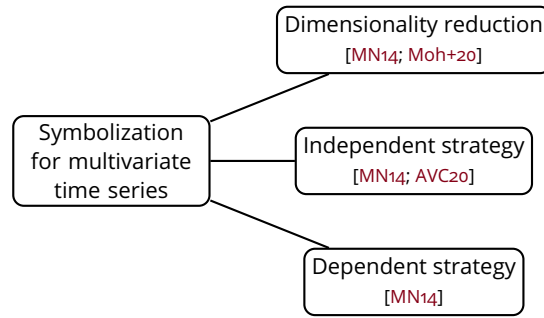 Dimensionality reduction
[MN14; Moh+20]
Symbolization
for multivariate
time series
Independent strategy
[MN14; AVC20]
Dependent strategy
[MN14]